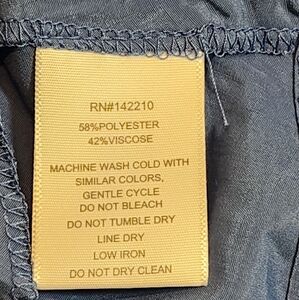 RN#142210
58%POLYESTER
42%VISCOSE
MACHINE WASH COLD WITH
SIMILAR COLORS,
GENTLE CYCLE
DO NOT BLEACH
DO NOT TUMBLE DRY
LINE DRY
LOW IRON
DO NOT DRY CLEAN